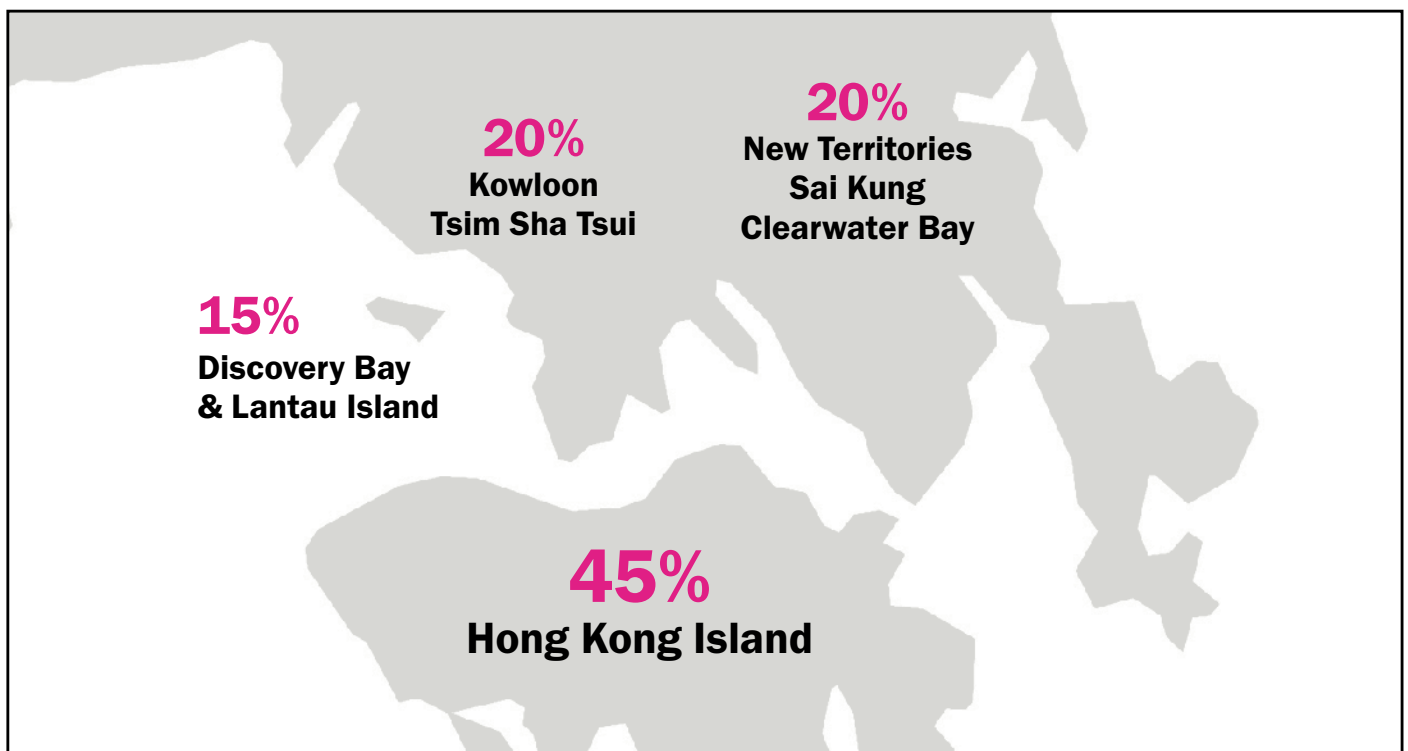 20%
Kowloon
Tsim Sha Tsui
20%
New Territories
Sai Kung
Clearwater Bay
15%
Discovery Bay
& Lantau Island
45%
Hong Kong Island